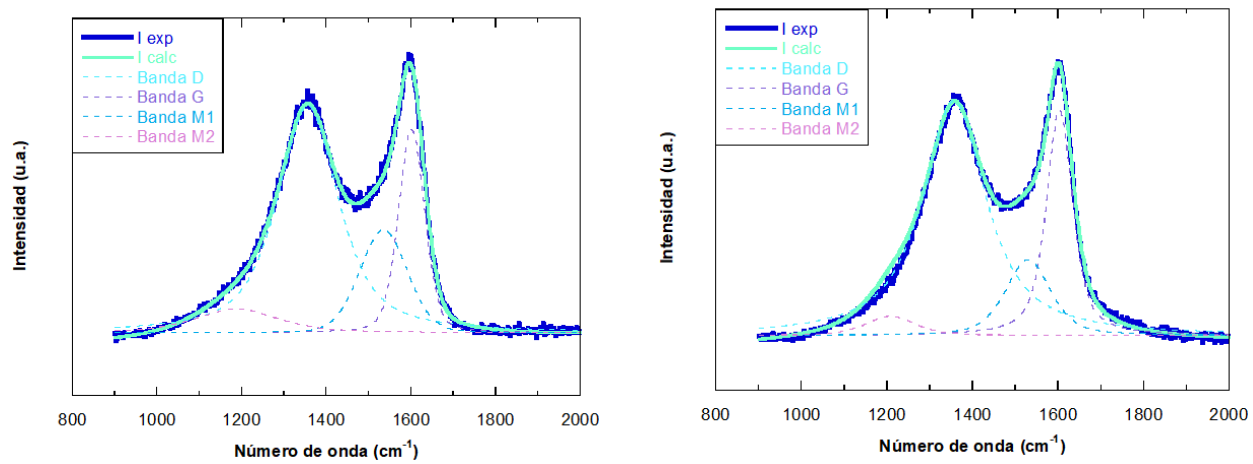 I exp
I calc
Banda D
Banda G
Banda M1
Banda M2
Intensidad (u.a.)
800 1000 1200 1400 1600 1800 2000
Número de onda (cm-1)
I exp
I calc
Banda D
Banda G
Banda M1
Banda M2
Intensidad (u.a.)
800 1000 1200 1400 1600 1800 2000
Número de onda (cm-1)